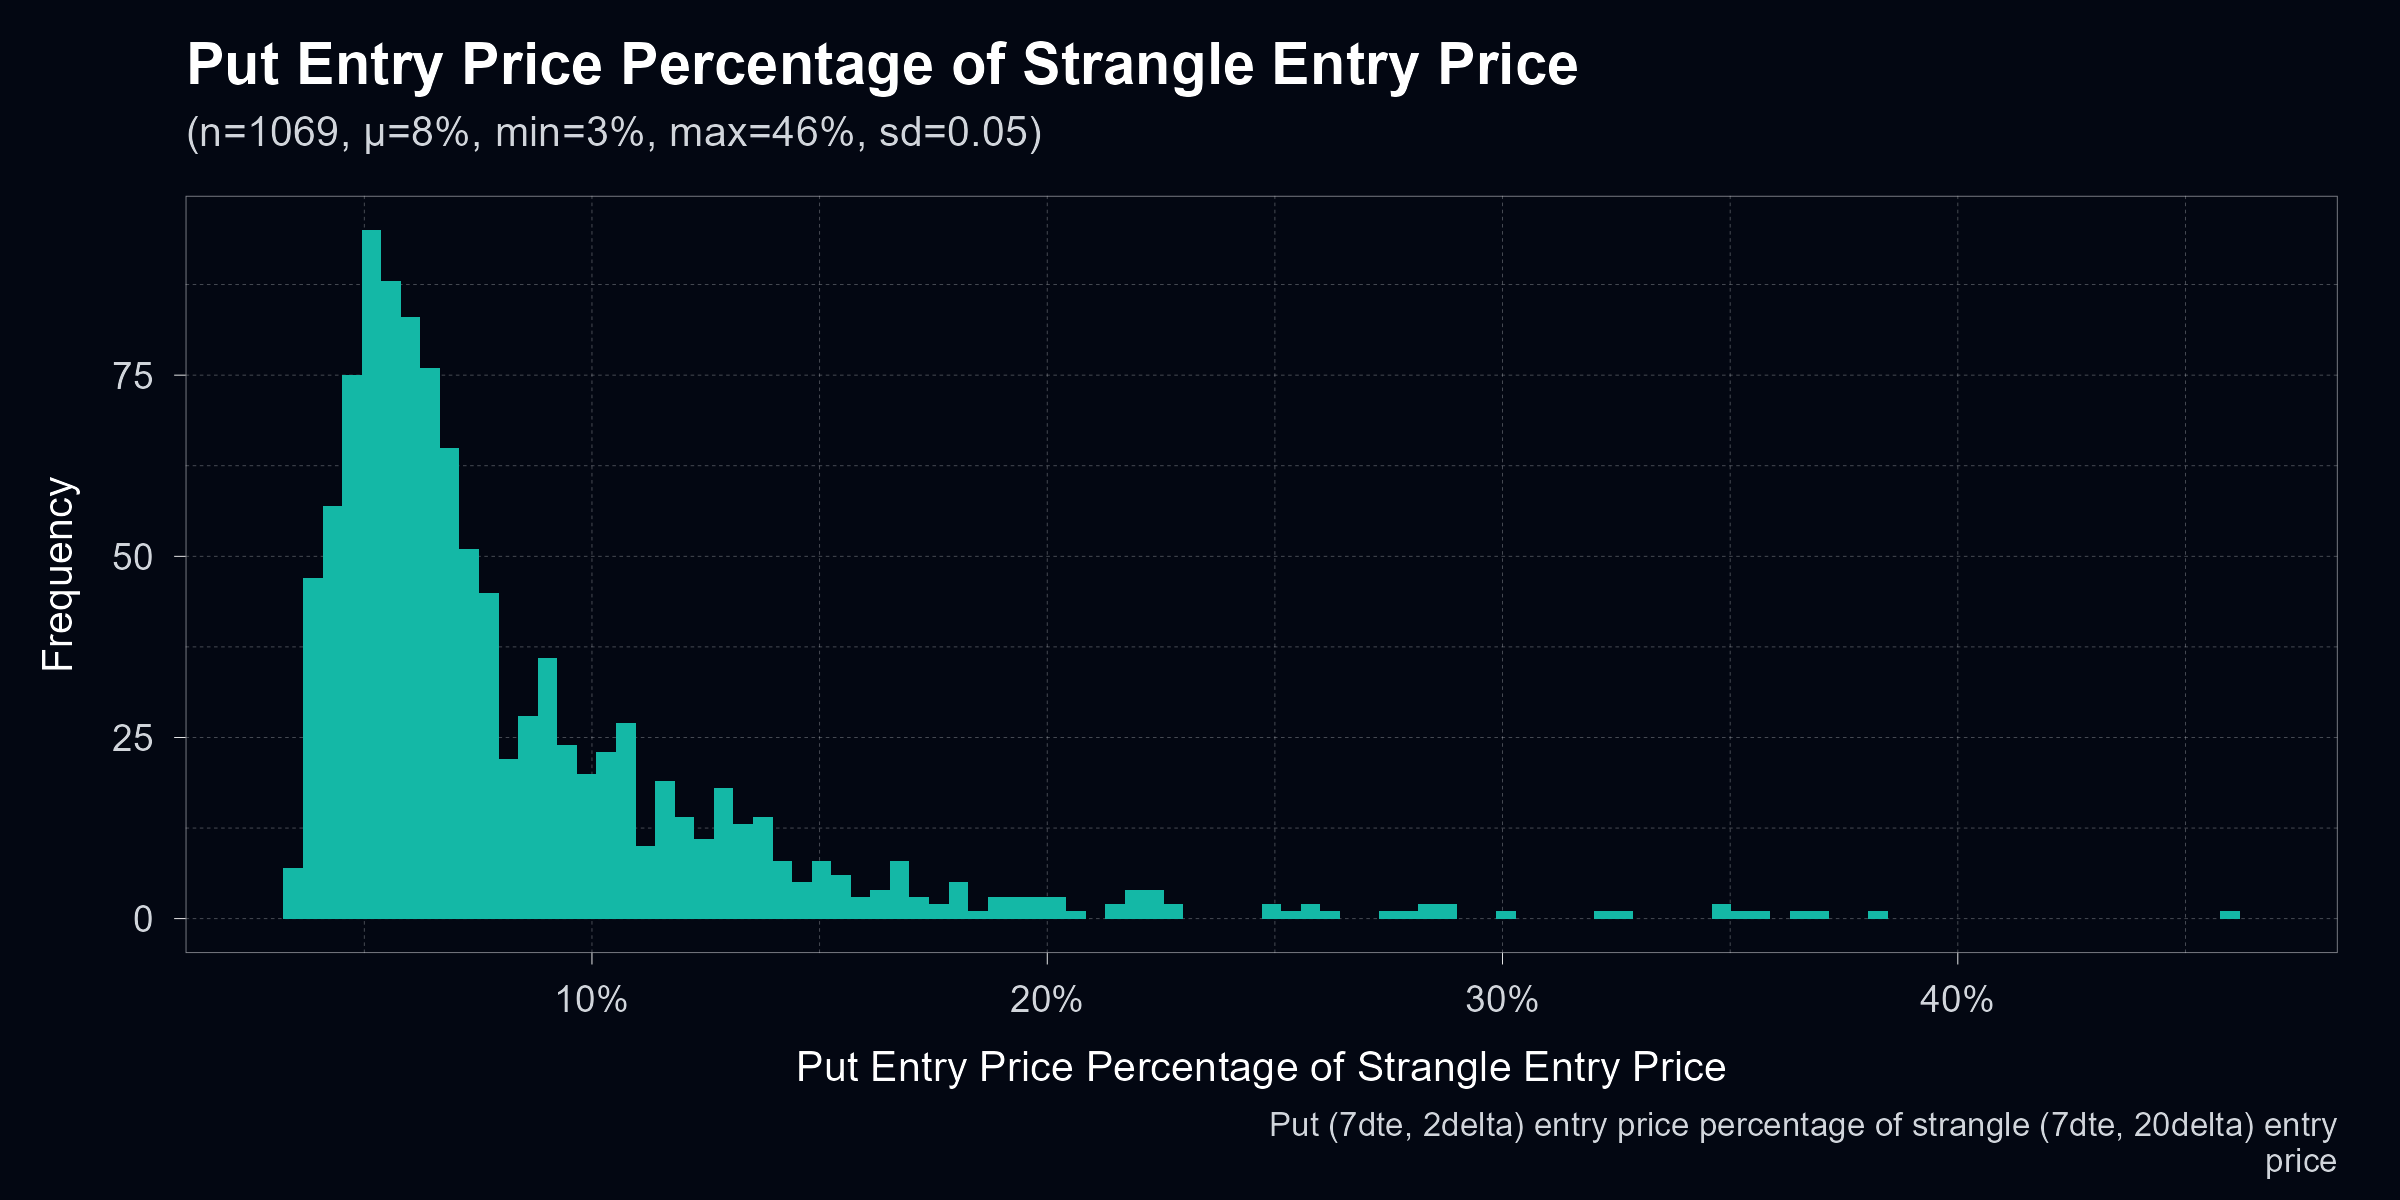 Put Entry Price Percentage of Strangle Entry Price
(n=1069, µ=8%, min=3%, max=46%, sd=0.05)
Frequency
75
50
25
0
10%
20%
30%
40%
Put Entry Price Percentage of Strangle Entry Price
Put (7dte, 2delta) entry price percentage of strangle (7dte, 20delta) entry
price